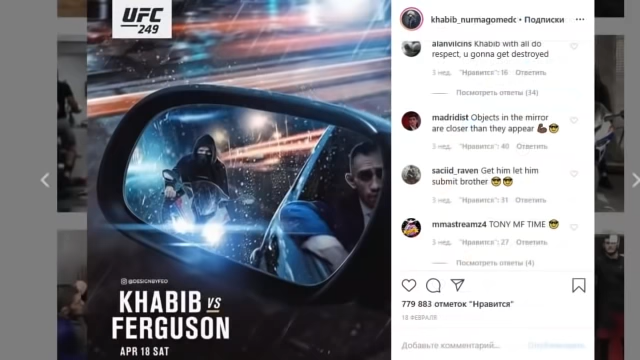 UFC
249
@DESIGNBYFSO
KHABIB VS
FERGUSON
APR 18 SAT
khabib_nurmagomedc • Подписки
alanvilcins Khabib with all do
respect, u gonna get destroyed
3 нед. "Нравится": 16 Ответить
Посмотреть ответы (34)
madridist Objects in the mirror
are closer than they appear 💪🏿😎
3 нед. "Нравится": 40 Ответить
saciid_raven Get him let him
submit brother 😎😎
3 нед. "Нравится": 31 Ответить
mmastreamz4 TONY MF TIME 😎
3 нед. "Нравится": 27 Ответить
Посмотреть ответы (4)
779 883 отметок "Нравится"
18 ФЕВРАЛЯ
Добавьте комментарий...